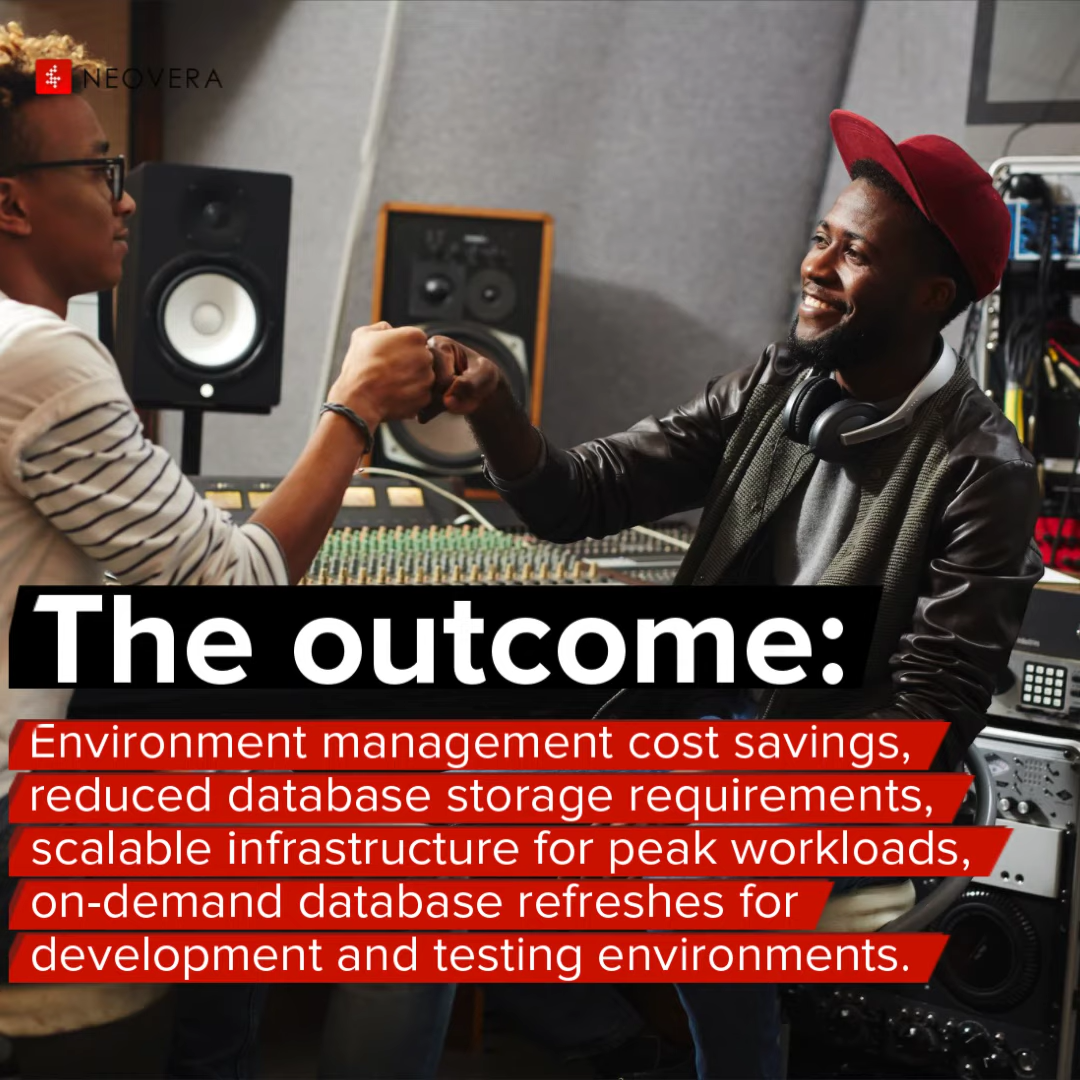 NEOVERA
The outcome:
Environment management cost savings,
reduced database storage requirements,
scalable infrastructure for peak workloads,
on-demand database refreshes for
development and testing environments.